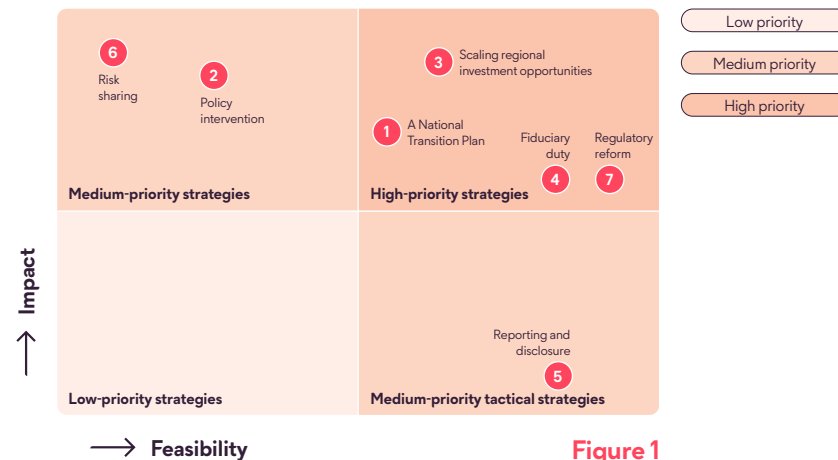 Low priority
Medium priority
High priority
6
Risk
sharing
2
Policy
intervention
3
Scaling regional
investment opportunities
1
A National
Transition Plan
Fiduciary
duty
4
Regulatory
reform
7
Medium-priority strategies
High-priority strategies
Impact
Reporting and
disclosure
5
Low-priority strategies
Medium-priority tactical strategies
Feasibility
Figure 1